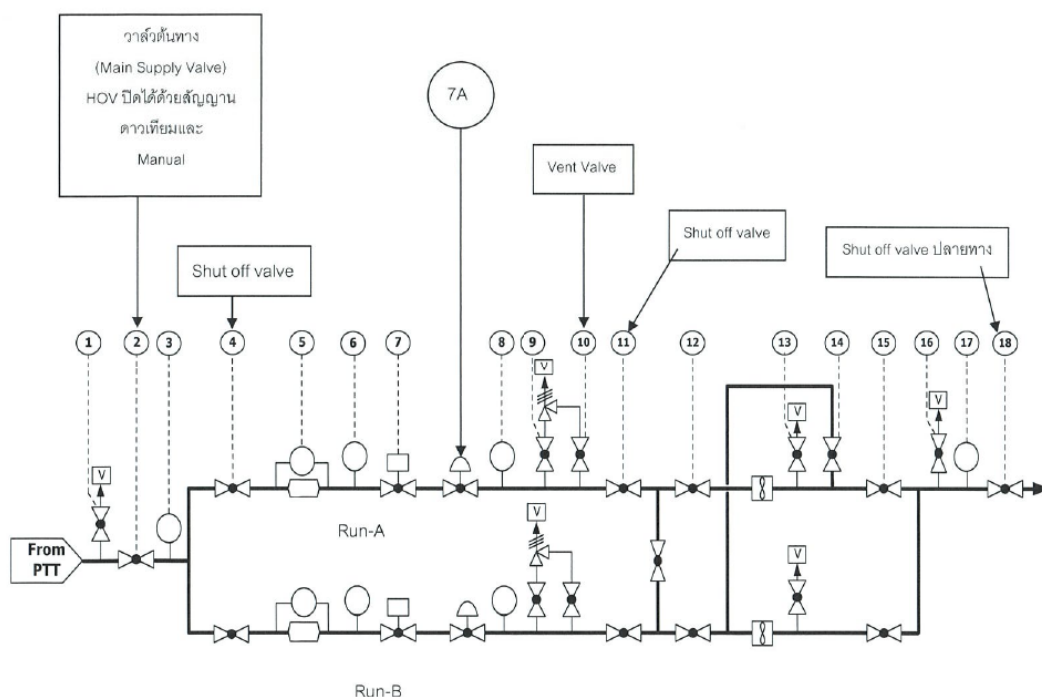 วาล์วต้นทาง
(Main Supply Valve)
HOV ปิดได้ด้วยสัญญาน
ดาวเทียมและ
Manual
7A
Vent Valve
Shut off valve
Shut off valve
Shut off valve ปลายทาง
1 2 3 4 5 6 7 8 9 10 11 12 13 14 15 16 17 18
V
V
V
V
From
PTT
Run-A
V
V
Run-B